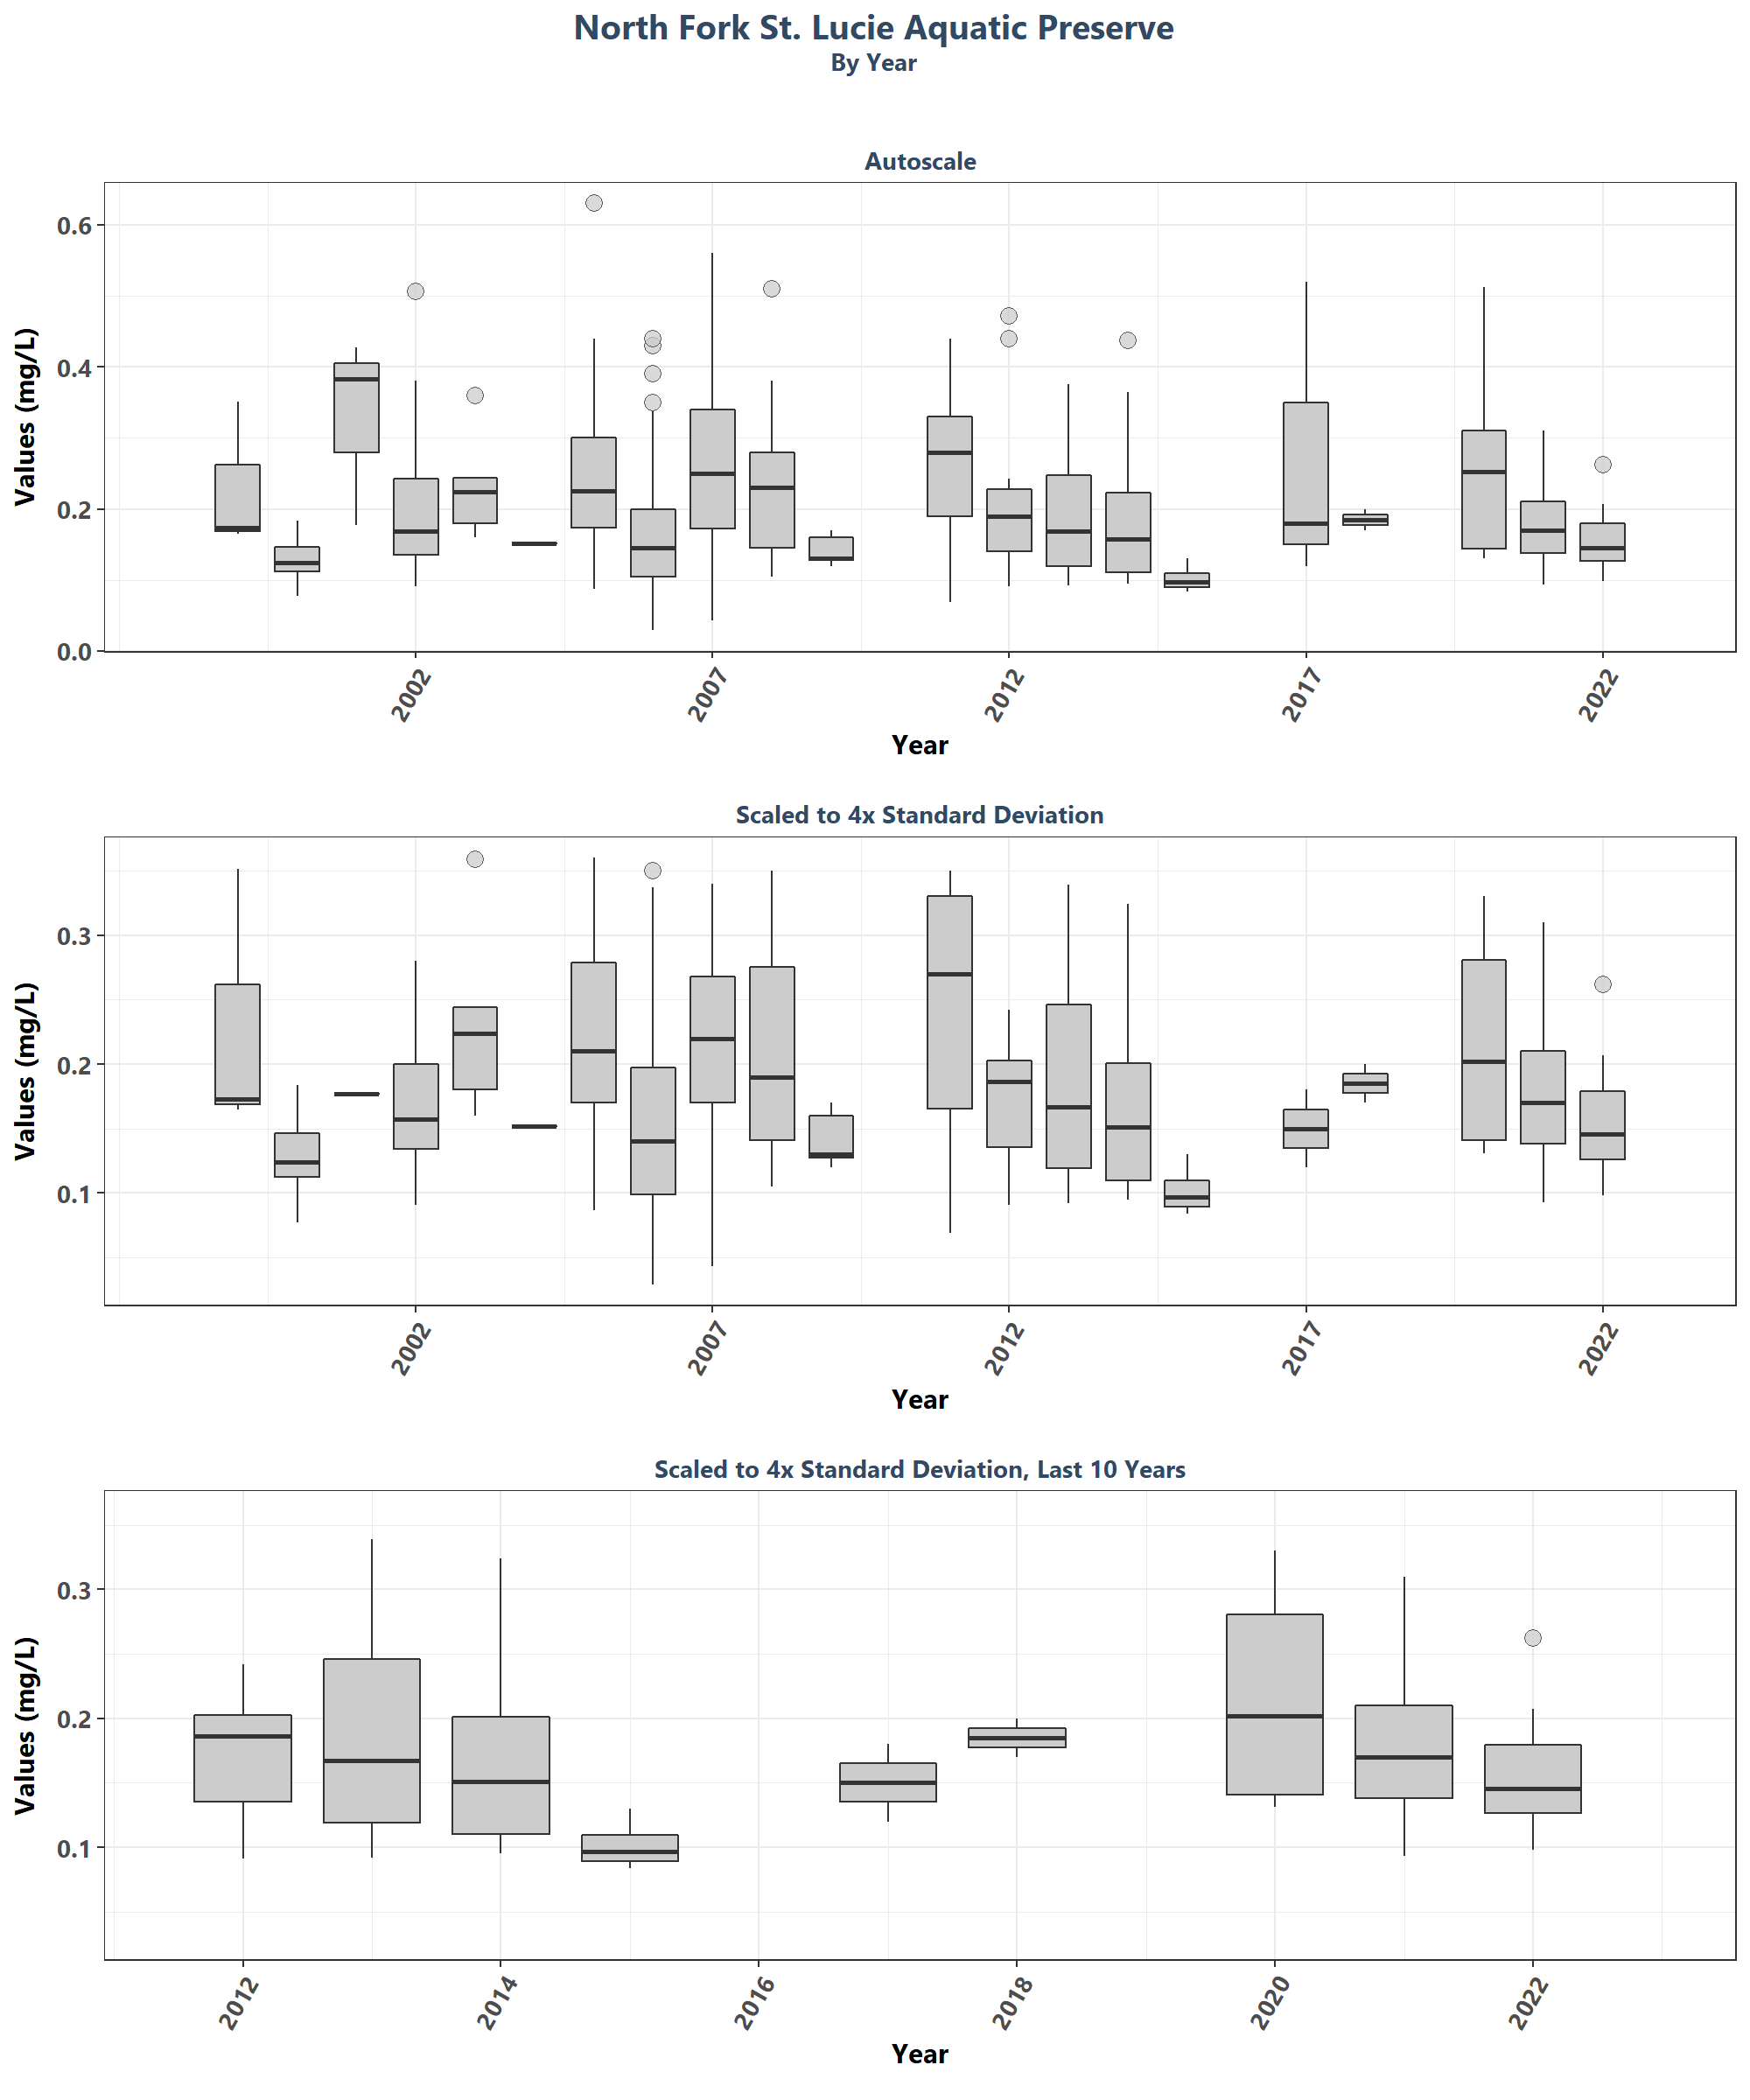 North Fork St. Lucie Aquatic Preserve
By Year
Autoscale
Values (mg/L)
0.6
0.4
0.2
0.0
2002
2007
2012
2017
2022
Year
Scaled to 4x Standard Deviation
Values (mg/L)
0.3
0.2
0.1
2002
2007
2012
2017
2022
Year
Scaled to 4x Standard Deviation, Last 10 Years
Values (mg/L)
0.3
0.2
0.1
2012
2014
2016
2018
2020
2022
Year